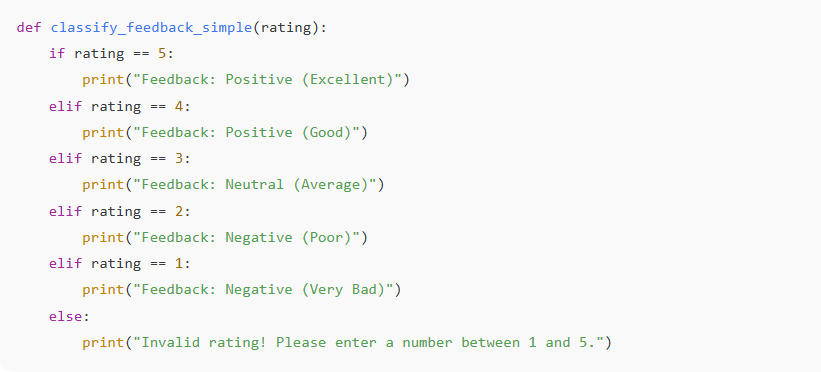 def classify_feedback_simple(rating):
    if rating == 5:
        print("Feedback: Positive (Excellent)")
    elif rating == 4:
        print("Feedback: Positive (Good)")
    elif rating == 3:
        print("Feedback: Neutral (Average)")
    elif rating == 2:
        print("Feedback: Negative (Poor)")
    elif rating == 1:
        print("Feedback: Negative (Very Bad)")
    else:
        print("Invalid rating! Please enter a number between 1 and 5.")